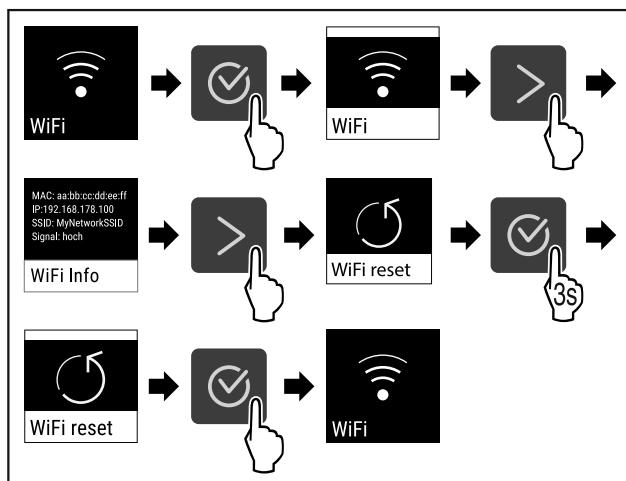 WiFi
WiFi
MAC: aa:bb:cc:dd:ee:ff
IP:192.168.178.100
SSID: MyNetworkSSID
Signal: hoch
WiFi Info
WiFi reset
3s
WiFi reset
WiFi